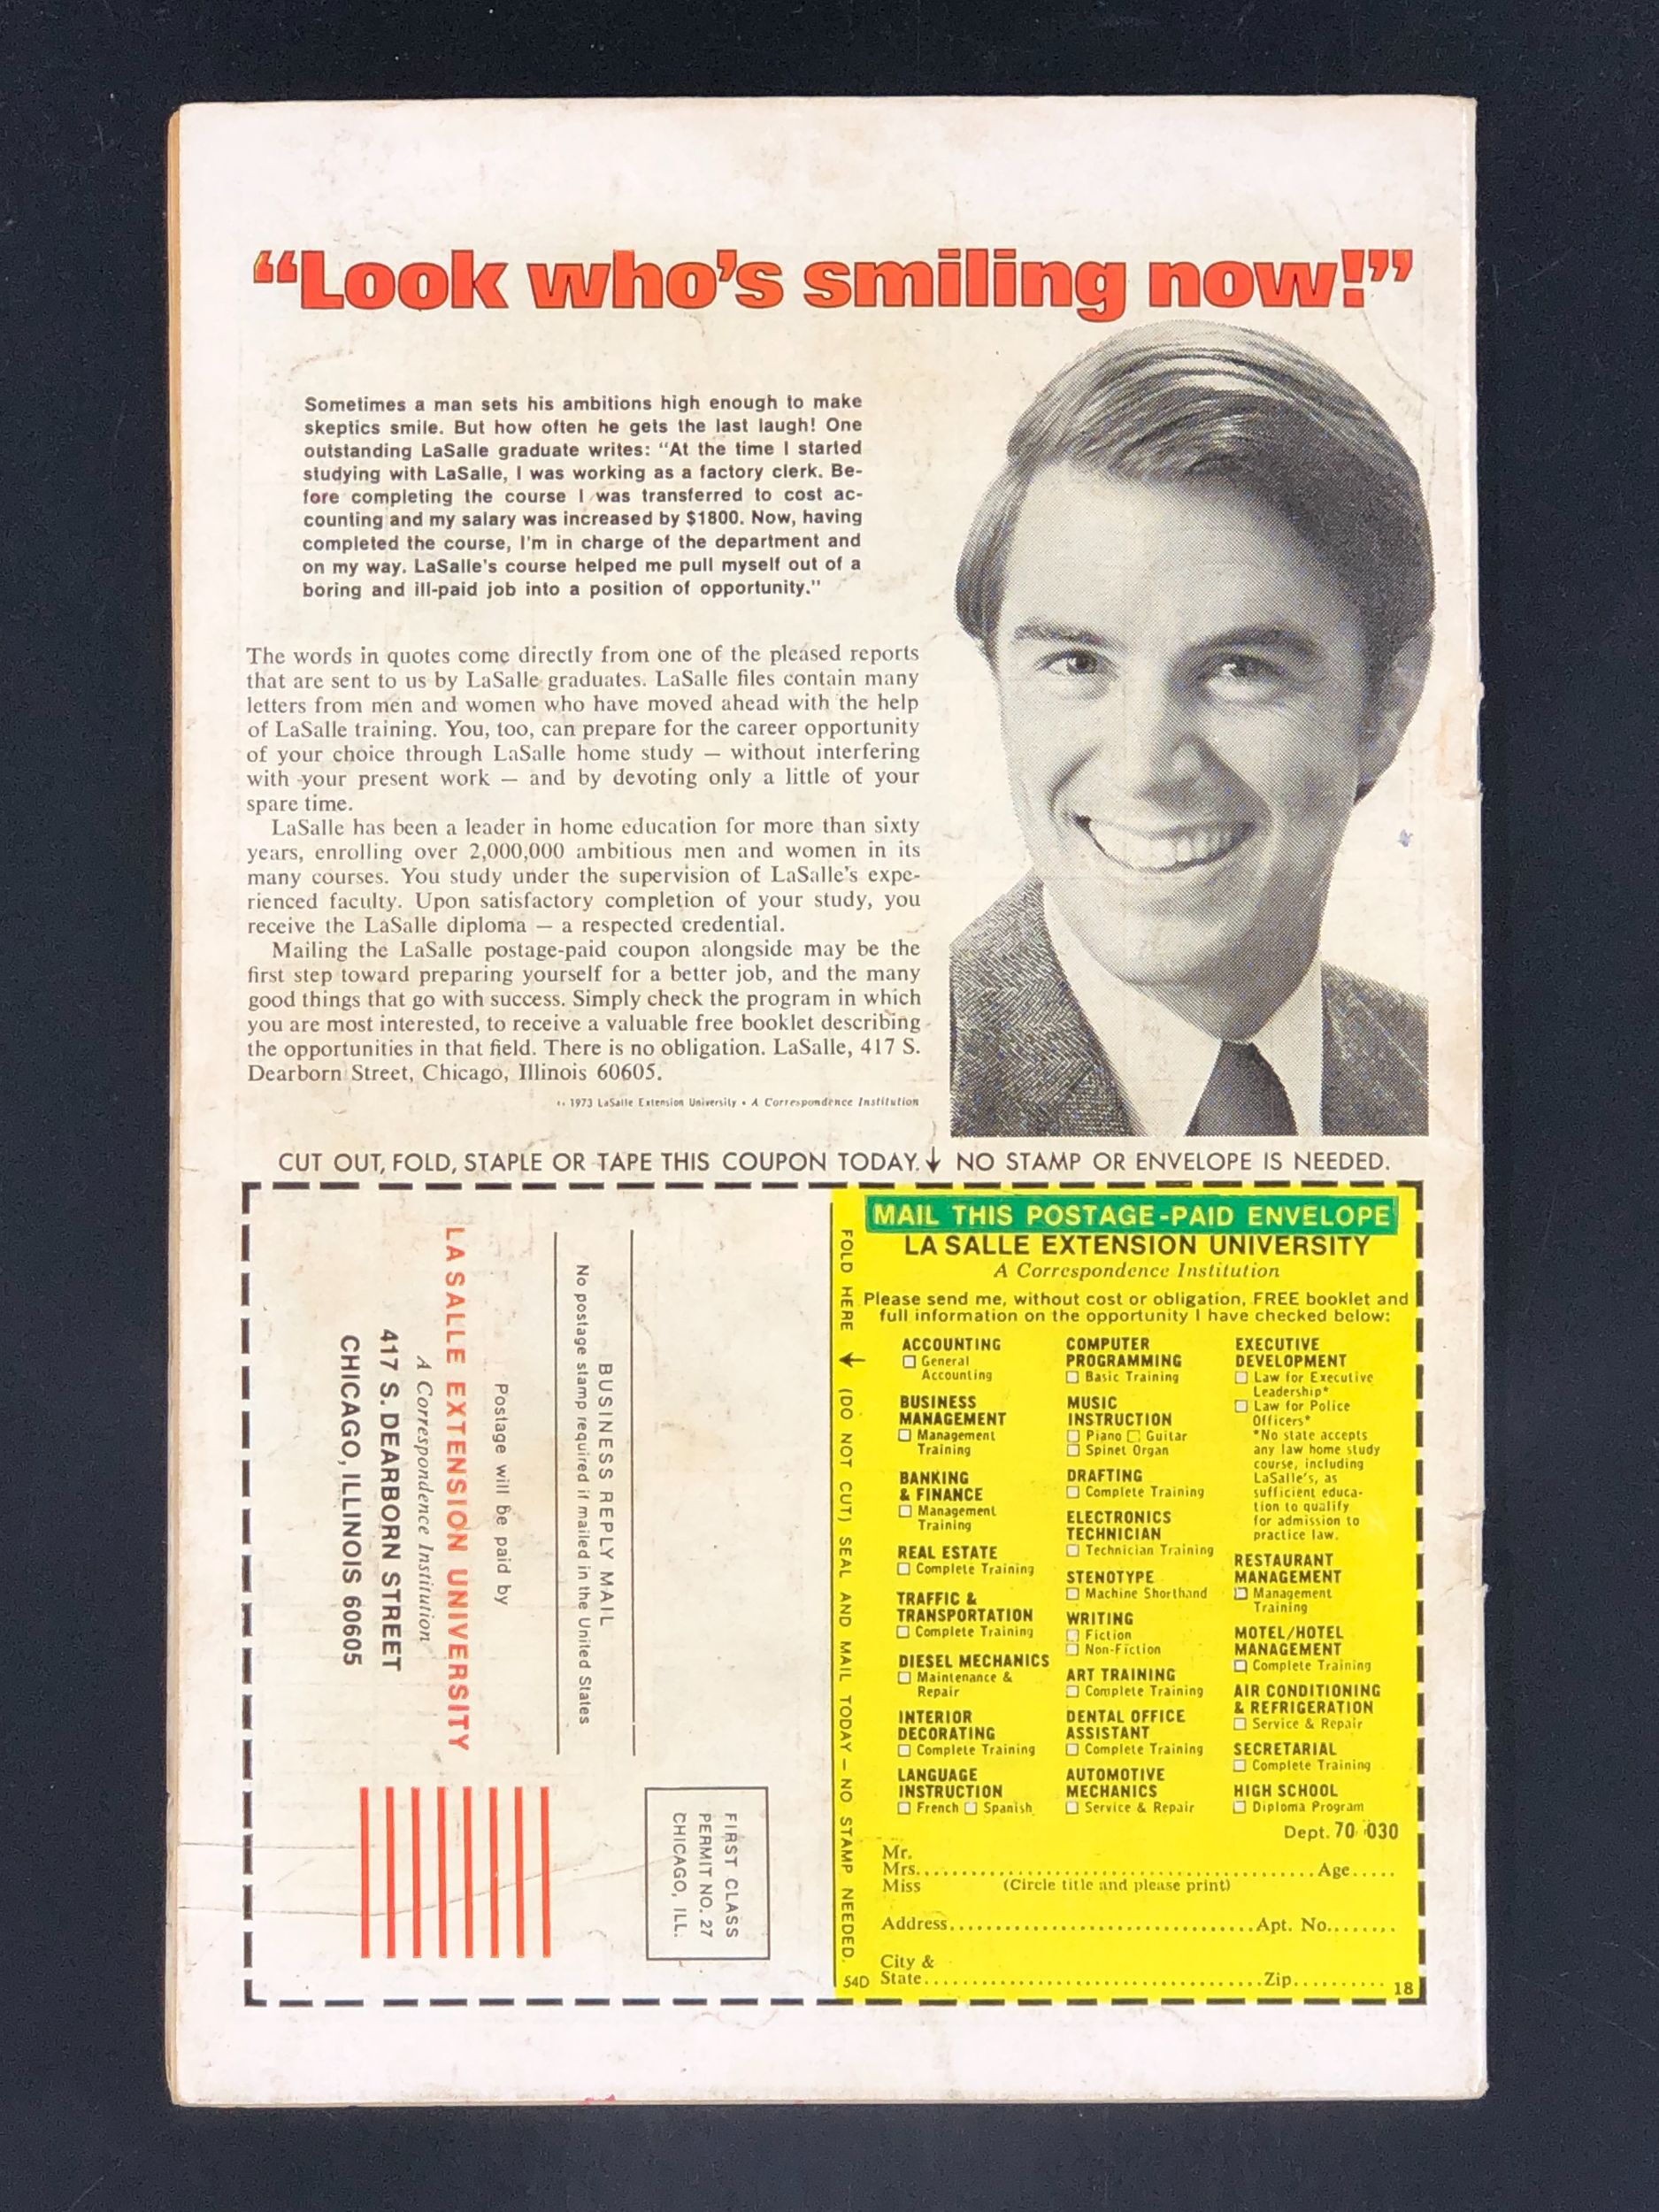 “Look who’s smiling now!”
Sometimes a man sets his ambitions high enough to make
skeptics smile. But how often he gets the last laugh! One
outstanding LaSalle graduate writes: “At the time I started
studying with LaSalle, I was working as a factory clerk. Be-
fore completing the course I was transferred to cost ac-
counting and my salary was increased by $1800. Now, having
completed the course, I'm in charge of the department and
on my way. LaSalle's course helped me pull myself out of a
boring and ill-paid job into a position of opportunity.”
The words in quotes come directly from one of the pleased reports
that are sent to us by LaSalle graduates. LaSalle files contain many
letters from men and women who have moved ahead with the help
of LaSalle training. You, too, can prepare for the career opportunity
of your choice through LaSalle home study — without interfering
with your present work — and by devoting only a little of your
spare time.
LaSalle has been a leader in home education for more than sixty
years, enrolling over 2,000,000 ambitious men and women in its
many courses. You study under the supervision of LaSalle's expe-
rienced faculty. Upon satisfactory completion of your study, you
receive the LaSalle diploma — a respected credential.
Mailing the LaSalle postage-paid coupon alongside may be the
first step toward preparing yourself for a better job, and the many
good things that go with success. Simply check the program in which
you are most interested, to receive a valuable free booklet describing
the opportunities in that field. There is no obligation. LaSalle, 417 S.
Dearborn Street, Chicago, Illinois 60605.
1973 LaSalle Extension University • A Correspondence Institution
CUT OUT, FOLD, STAPLE OR TAPE THIS COUPON TODAY. ↓ NO STAMP OR ENVELOPE IS NEEDED.
FIRST CLASS
PERMIT NO. 27
CHICAGO, ILL.
BUSINESS REPLY MAIL
No postage stamp required if mailed in the United States
Postage will be paid by
LA SALLE EXTENSION UNIVERSITY
A Correspondence Institution
417 S. DEARBORN STREET
CHICAGO, ILLINOIS 60605
FOLD HERE ↓ (DO NOT CUT) SEAL AND MAIL TODAY — NO STAMP NEEDED.
MAIL THIS POSTAGE-PAID ENVELOPE
LA SALLE EXTENSION UNIVERSITY
A Correspondence Institution
Please send me, without cost or obligation, FREE booklet and
full information on the opportunity I have checked below:
ACCOUNTING
☐ General
Accounting
BUSINESS
MANAGEMENT
☐ Management
Training
BANKING
& FINANCE
☐ Management
Training
REAL ESTATE
☐ Complete Training
TRAFFIC &
TRANSPORTATION
☐ Complete Training
DIESEL MECHANICS
☐ Maintenance &
Repair
INTERIOR
DECORATING
☐ Complete Training
LANGUAGE
INSTRUCTION
☐ French ☐ Spanish
COMPUTER
PROGRAMMING
☐ Basic Training
MUSIC
INSTRUCTION
☐ Piano ☐ Guitar
☐ Spinet Organ
DRAFTING
☐ Complete Training
ELECTRONICS
TECHNICIAN
☐ Technician Training
STENOTYPE
☐ Machine Shorthand
WRITING
☐ Fiction
☐ Non-Fiction
ART TRAINING
☐ Complete Training
DENTAL OFFICE
ASSISTANT
☐ Complete Training
AUTOMOTIVE
MECHANICS
☐ Service & Repair
EXECUTIVE
DEVELOPMENT
☐ Law for Executive
Leadership*
☐ Law for Police
Officers*
*No state accepts
any law home study
course, including
LaSalle's, as
sufficient educa-
tion to qualify
for admission to
practice law.
RESTAURANT
MANAGEMENT
☐ Management
Training
MOTEL/HOTEL
MANAGEMENT
☐ Complete Training
AIR CONDITIONING
& REFRIGERATION
☐ Service & Repair
SECRETARIAL
☐ Complete Training
HIGH SCHOOL
☐ Diploma Program
Dept. 70 030
Mr.
Mrs. Age
Miss (Circle title and please print)
Address Apt. No.
City &
State Zip
54D
18